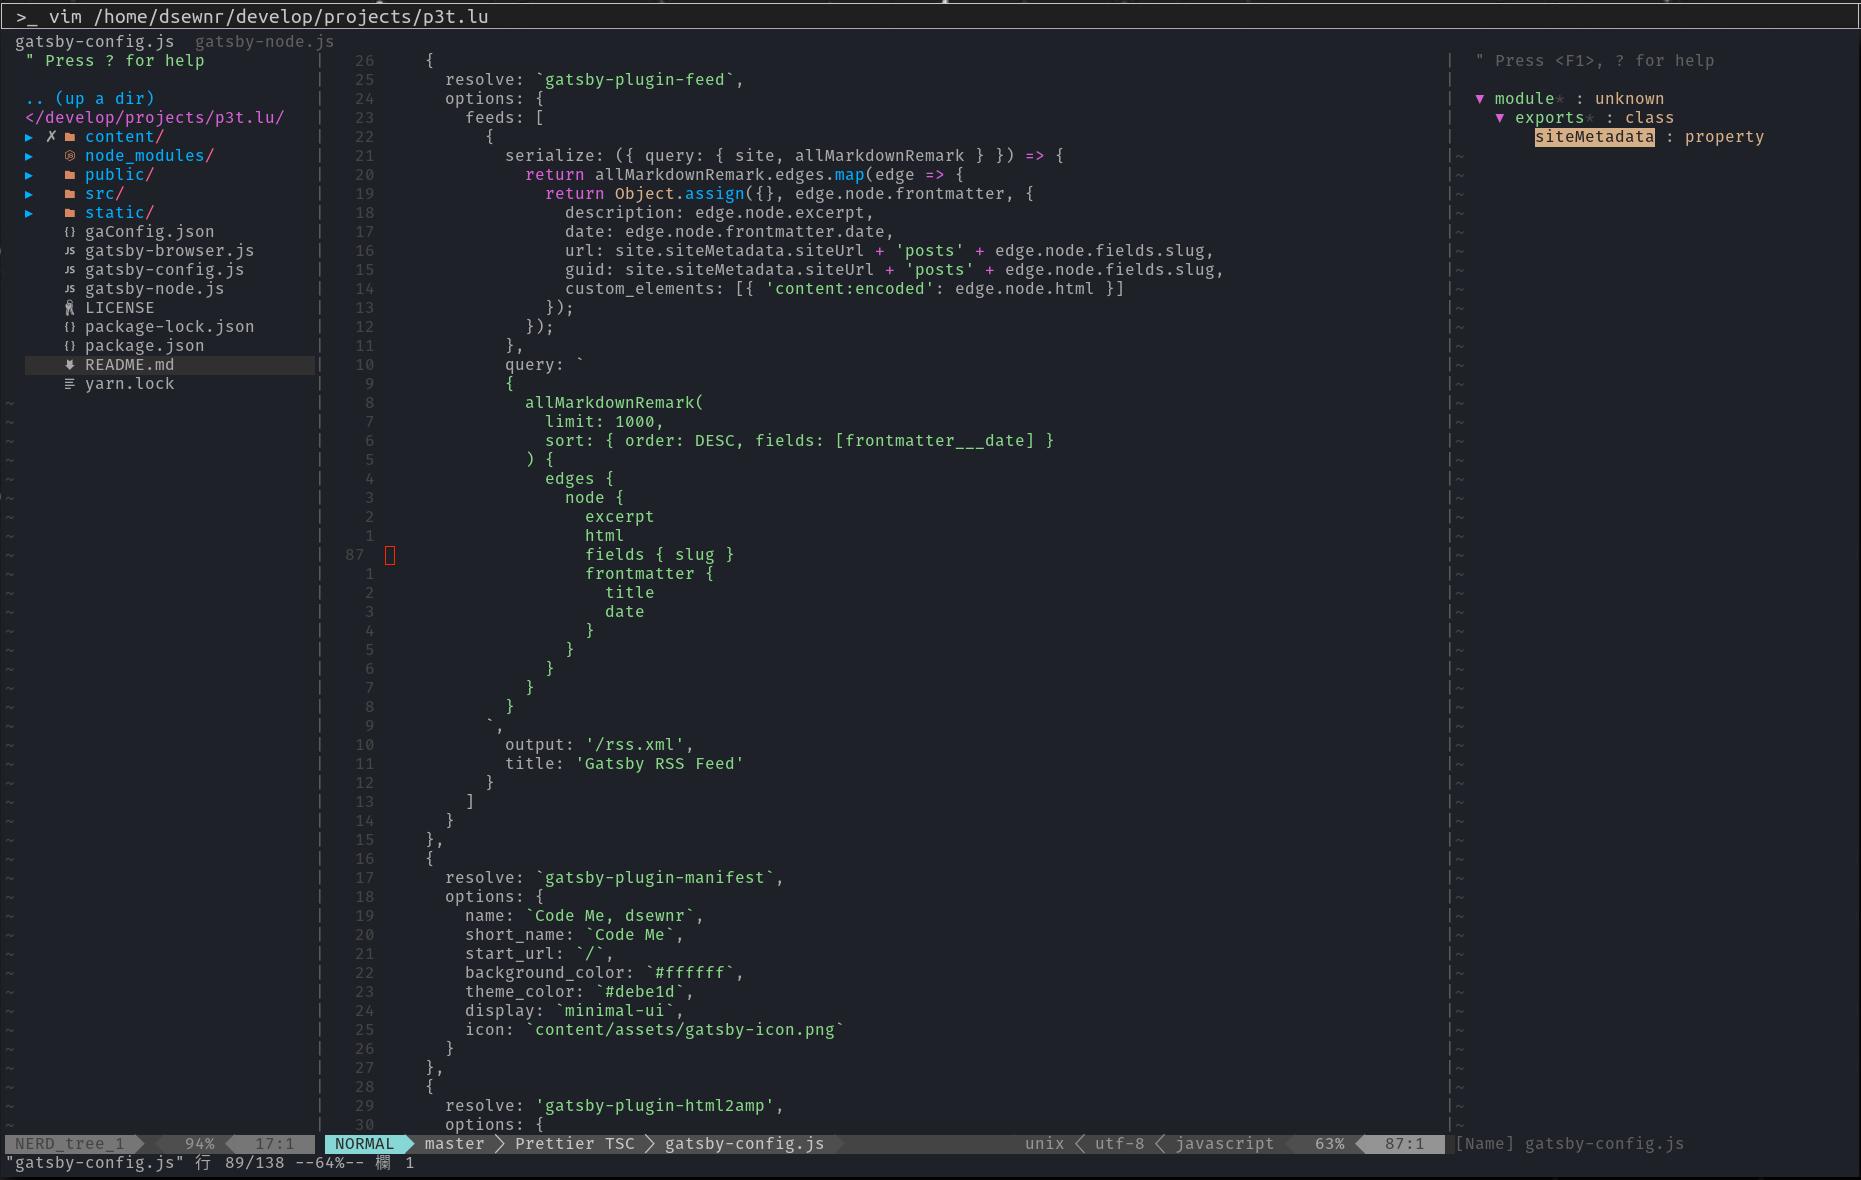 >_ vim /home/dsewnr/develop/projects/p3t.lu
gatsby-config.js  gatsby-node.js
" Press ? for help
.. (up a dir)
</develop/projects/p3t.lu/
▸ ✗ content/
▸ node_modules/
▸ public/
▸ src/
▸ static/
{} gaConfig.json
JS gatsby-browser.js
JS gatsby-config.js
JS gatsby-node.js
LICENSE
{} package-lock.json
{} package.json
README.md
yarn.lock
26     {
25       resolve: `gatsby-plugin-feed`,
24       options: {
23         feeds: [
22           {
21             serialize: ({ query: { site, allMarkdownRemark } }) => {
20               return allMarkdownRemark.edges.map(edge => {
19                 return Object.assign({}, edge.node.frontmatter, {
18                   description: edge.node.excerpt,
17                   date: edge.node.frontmatter.date,
16                   url: site.siteMetadata.siteUrl + 'posts' + edge.node.fields.slug,
15                   guid: site.siteMetadata.siteUrl + 'posts' + edge.node.fields.slug,
14                   custom_elements: [{ 'content:encoded': edge.node.html }]
13                 });
12               });
11             },
10             query: `
9             {
8               allMarkdownRemark(
7                 limit: 1000,
6                 sort: { order: DESC, fields: [frontmatter___date] }
5               ) {
4                 edges {
3                   node {
2                     excerpt
1                     html
87                     fields { slug }
1                     frontmatter {
2                       title
3                       date
4                     }
5                   }
6                 }
7               }
8             }
9           `,
10             output: '/rss.xml',
11             title: 'Gatsby RSS Feed'
12           }
13         ]
14       }
15     },
16     {
17       resolve: `gatsby-plugin-manifest`,
18       options: {
19         name: `Code Me, dsewnr`,
20         short_name: `Code Me`,
21         start_url: `/`,
22         background_color: `#ffffff`,
23         theme_color: `#debe1d`,
24         display: `minimal-ui`,
25         icon: `content/assets/gatsby-icon.png`
26       }
27     },
28     {
29       resolve: 'gatsby-plugin-html2amp',
30       options: {
" Press <F1>, ? for help
▼ module* : unknown
▼ exports* : class
siteMetadata : property
NERD_tree_1  94%  17:1  NORMAL  master  Prettier TSC  gatsby-config.js  unix  utf-8  javascript  63%  87:1  [Name] gatsby-config.js
"gatsby-config.js" 行 89/138 --64%-- 欄 1